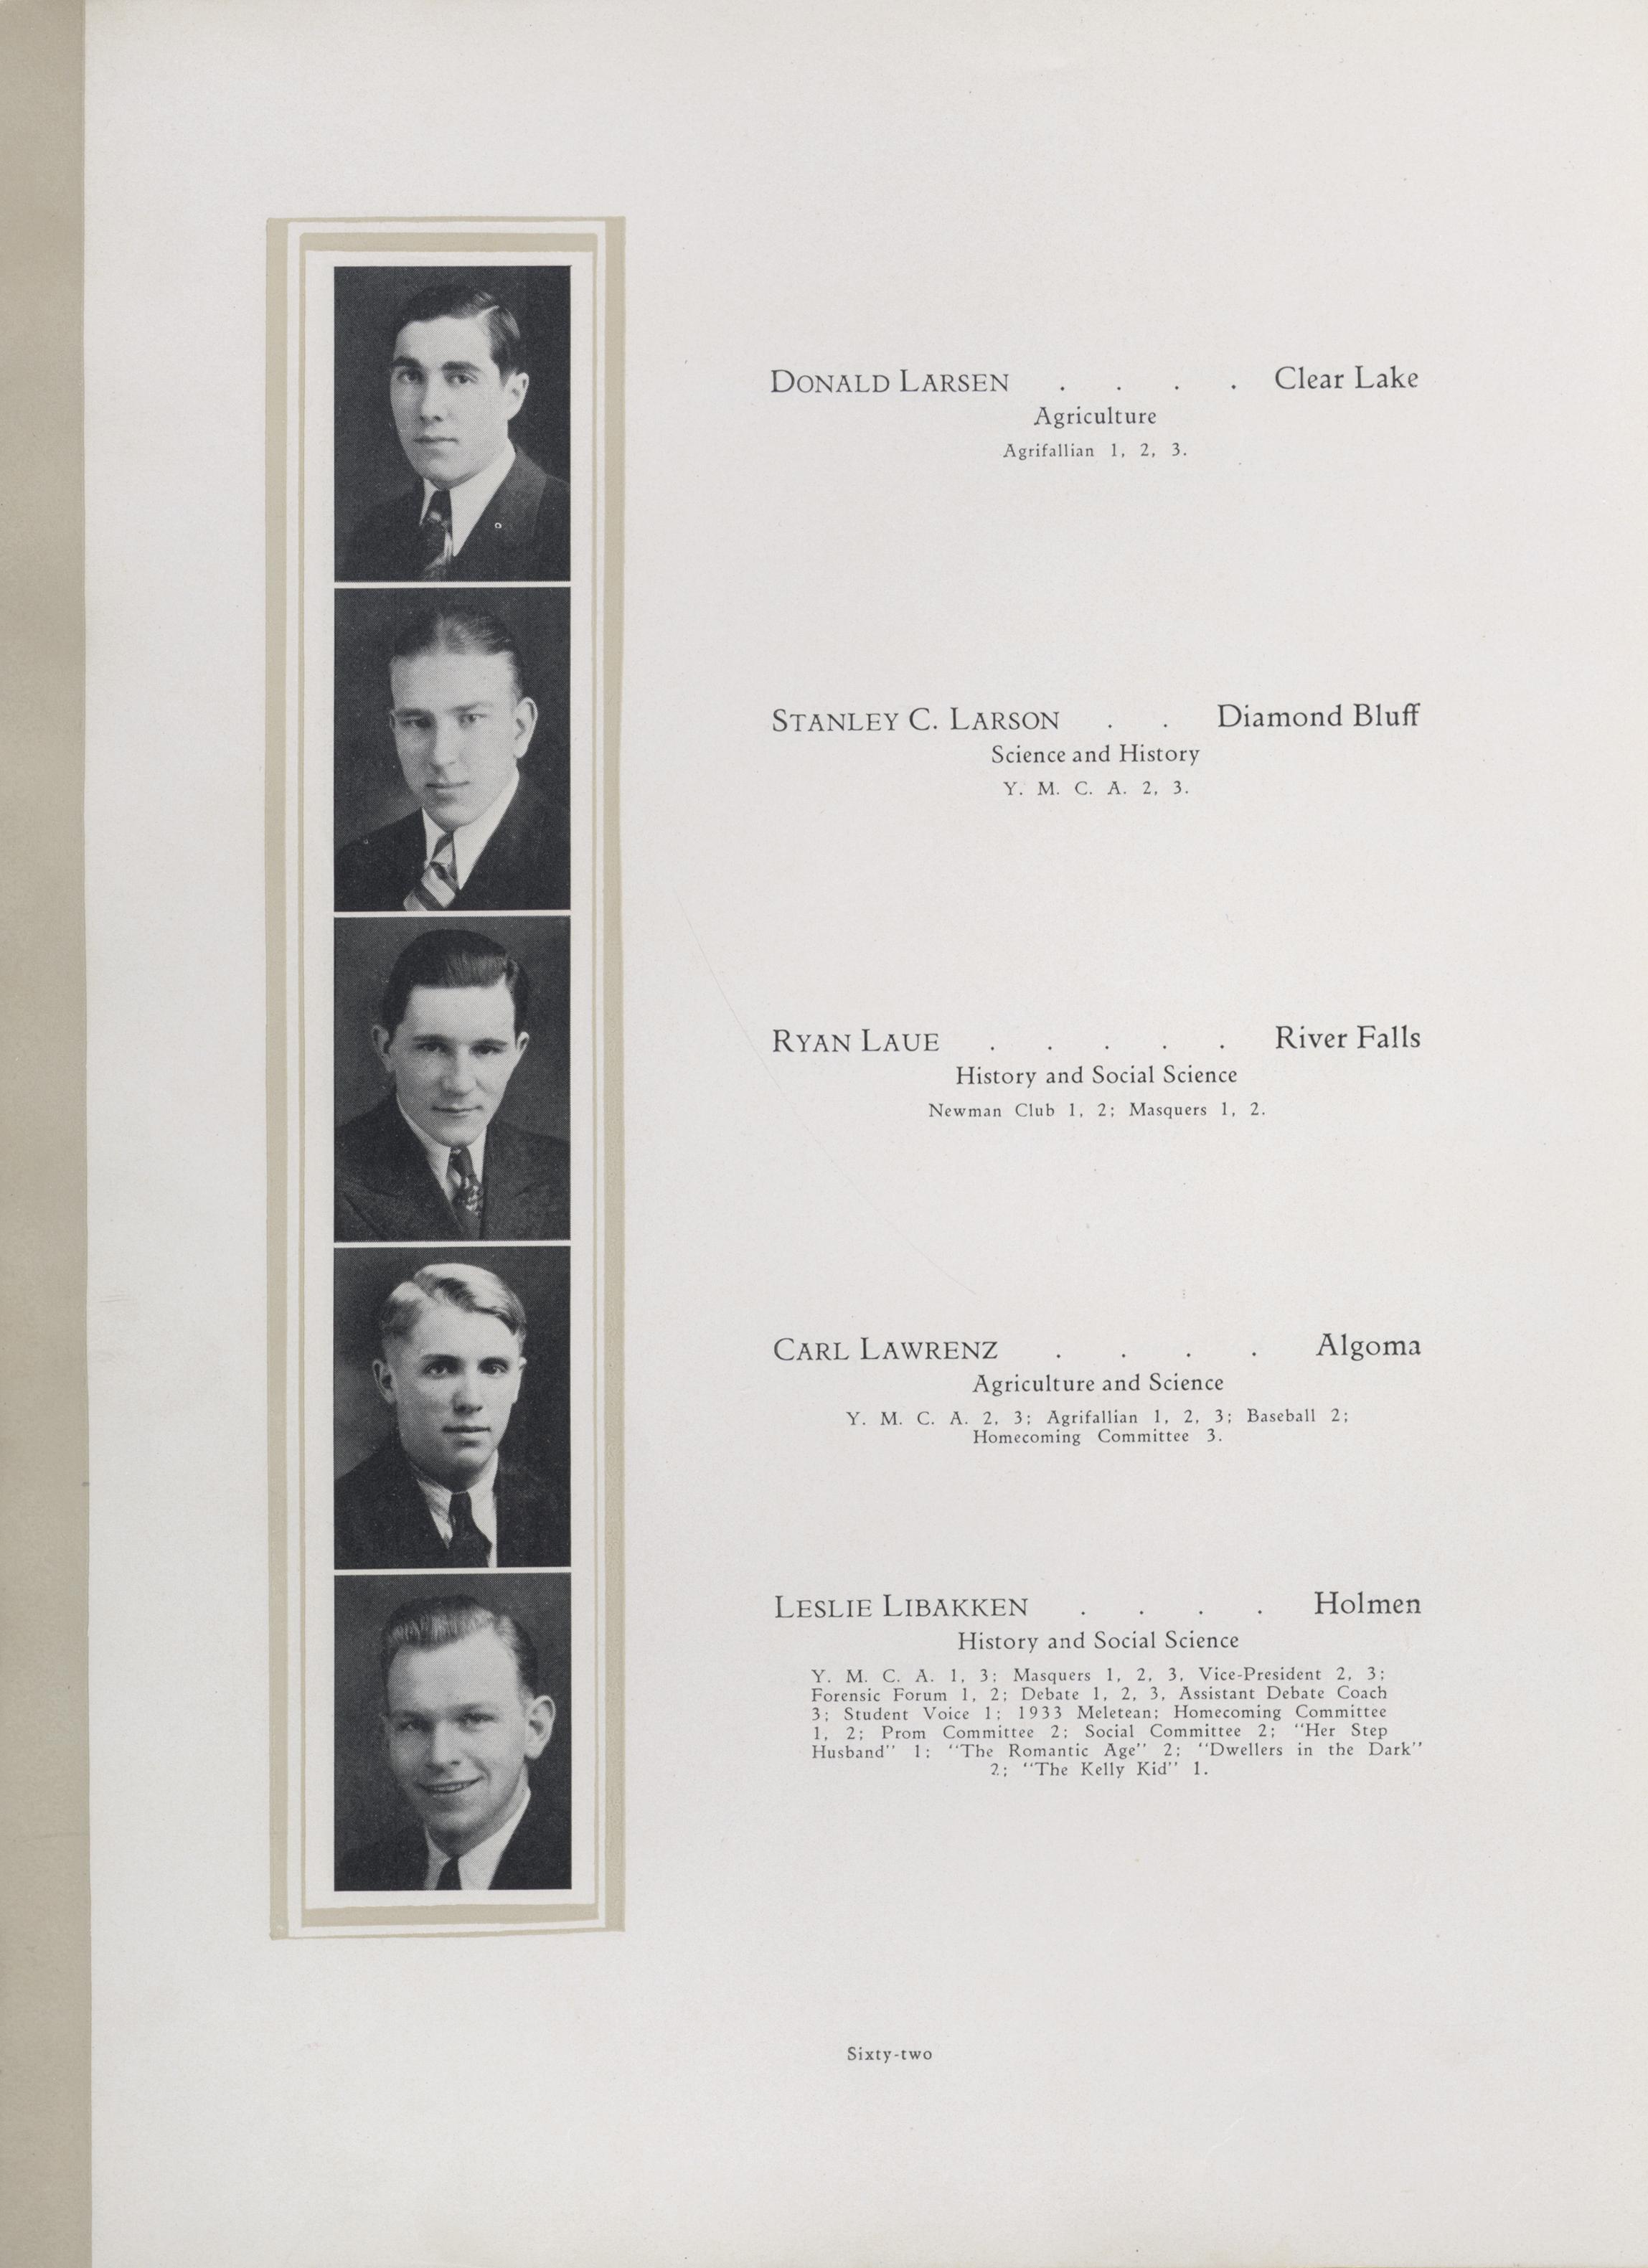 DONALD LARSEN . . . . Clear Lake
Agriculture
Agrifallian 1, 2, 3.
STANLEY C. LARSON . . Diamond Bluff
Science and History
Y. M. C. A. 2, 3.
RYAN LAUE . . . . . River Falls
History and Social Science
Newman Club 1, 2; Masquers 1, 2.
CARL LAWRENZ . . . . Algoma
Agriculture and Science
Y. M. C. A. 2, 3; Agrifallian 1, 2, 3; Baseball 2;
Homecoming Committee 3.
LESLIE LIBAKKEN . . . . Holmen
History and Social Science
Y. M. C. A. 1, 3; Masquers 1, 2, 3, Vice-President 2, 3;
Forensic Forum 1, 2; Debate 1, 2, 3, Assistant Debate Coach
3; Student Voice 1; 1933 Meletean; Homecoming Committee
1, 2; Prom Committee 2; Social Committee 2; "Her Step
Husband" 1; "The Romantic Age" 2; "Dwellers in the Dark"
2; "The Kelly Kid" 1.
Sixty-two